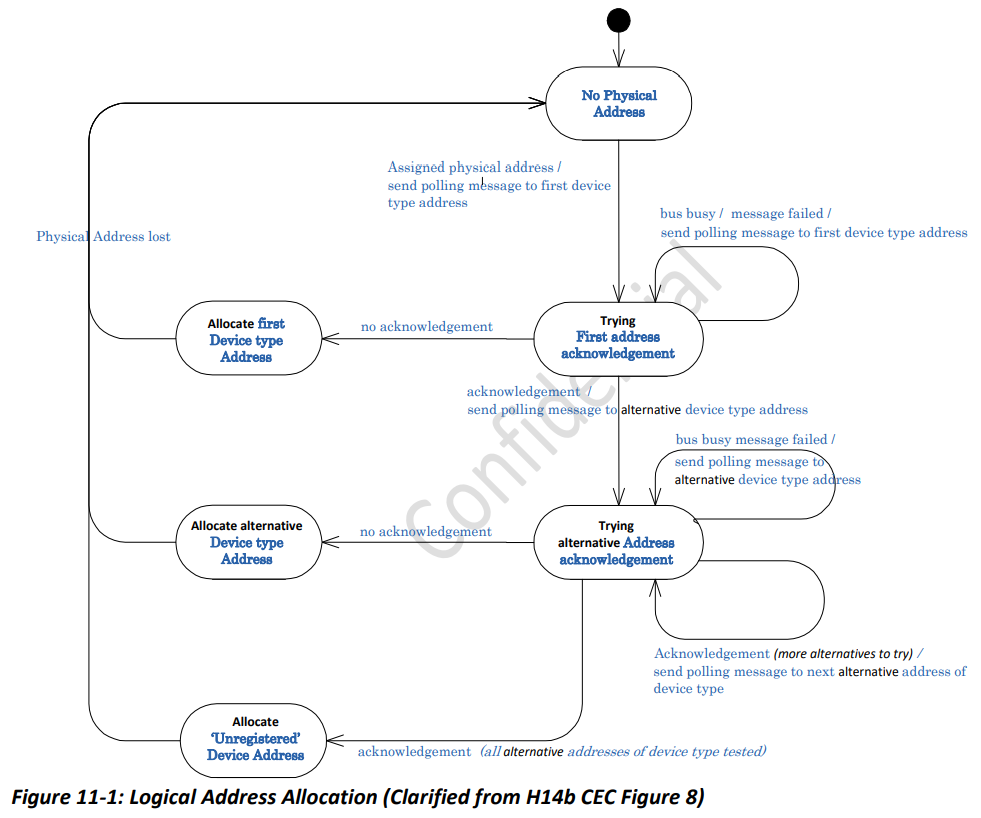 No Physical
Address
Assigned physical address /
send polling message to first device
type address
bus busy / message failed /
send polling message to first device type address
Physical Address lost
Allocate first
Device type
Address
no acknowledgement
Trying
First address
acknowledgement
acknowledgement /
send polling message to alternative device type address
bus busy message failed /
send polling message to
alternative device type address
Allocate alternative
Device type
Address
no acknowledgement
Trying
alternative Address
acknowledgement
Confidential
Acknowledgement (more alternatives to try) /
send polling message to next alternative address of
device type
Allocate
‘Unregistered’
Device Address
acknowledgement (all alternative addresses of device type tested)
Figure 11-1: Logical Address Allocation (Clarified from H14b CEC Figure 8)